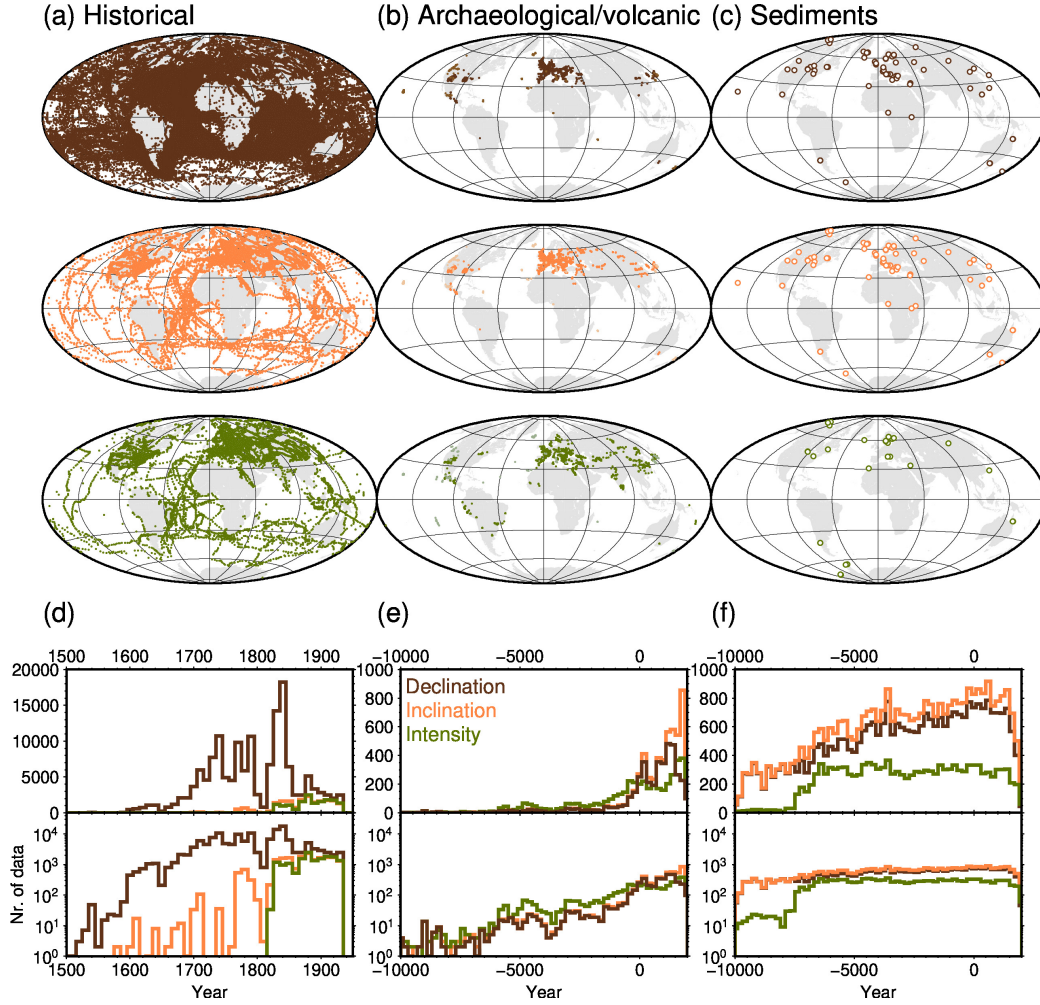 (a) Historical
(b) Archaeological/volcanic
(c) Sediments
(d)
(e)
(f)
1500 1600 1700 1800 1900
−10000 −5000 0
−10000 −5000 0
20000
15000
10000
5000
0
1000
800
600
400
200
0
1000
800
600
400
200
0
Declination
Inclination
Intensity
Nr. of data
10⁴
10³
10²
10¹
10⁰
10⁴
10³
10²
10¹
10⁰
10⁴
10³
10²
10¹
10⁰
1500 1600 1700 1800 1900
−10000 −5000 0
−10000 −5000 0
Year
Year
Year